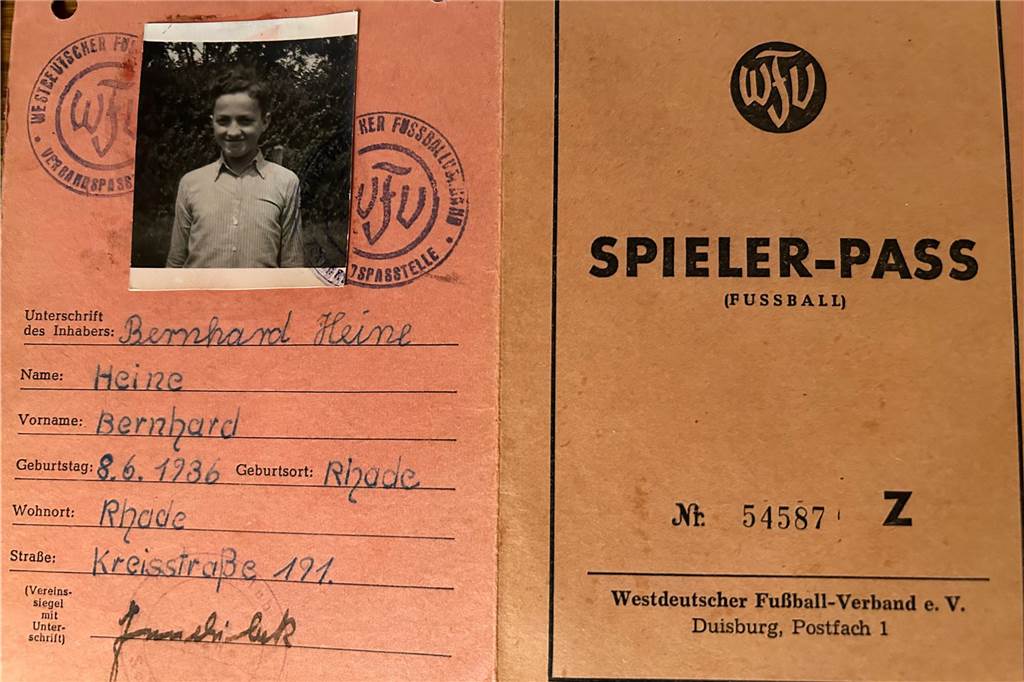 WESTDEUTSCHER FU
WFV
VERBANDSPASS
HER FUSSBALLVERBAND
WFV
DSPASSTELLE
Unterschrift
des Inhabers: Bernhard Heine
Name: Heine
Vorname: Bernhard
Geburtstag: 8.6. 1936 Geburtsort: Rhade
Wohnort: Rhade
Straße: Kreisstraße 191.
(Vereins-
siegel
mit
Unter-
schrift)
WFV
SPIELER-PASS
(FUSSBALL)
Nr. 54587 Z
Westdeutscher Fußball-Verband e. V.
Duisburg, Postfach 1